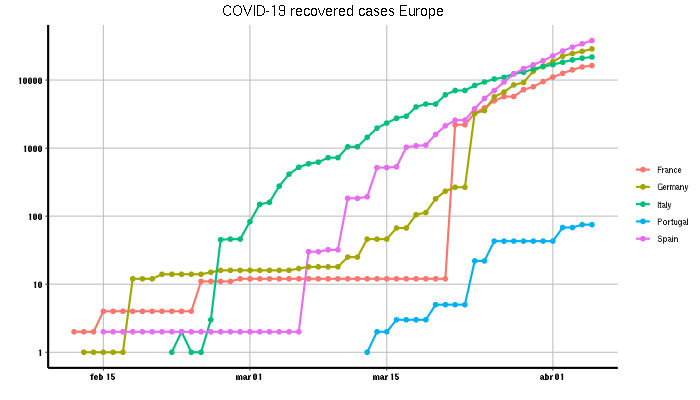 COVID-19 recovered cases Europe
10000
1000
100
10
1
feb 15
mar 01
mar 15
abr 01
France
Germany
Italy
Portugal
Spain